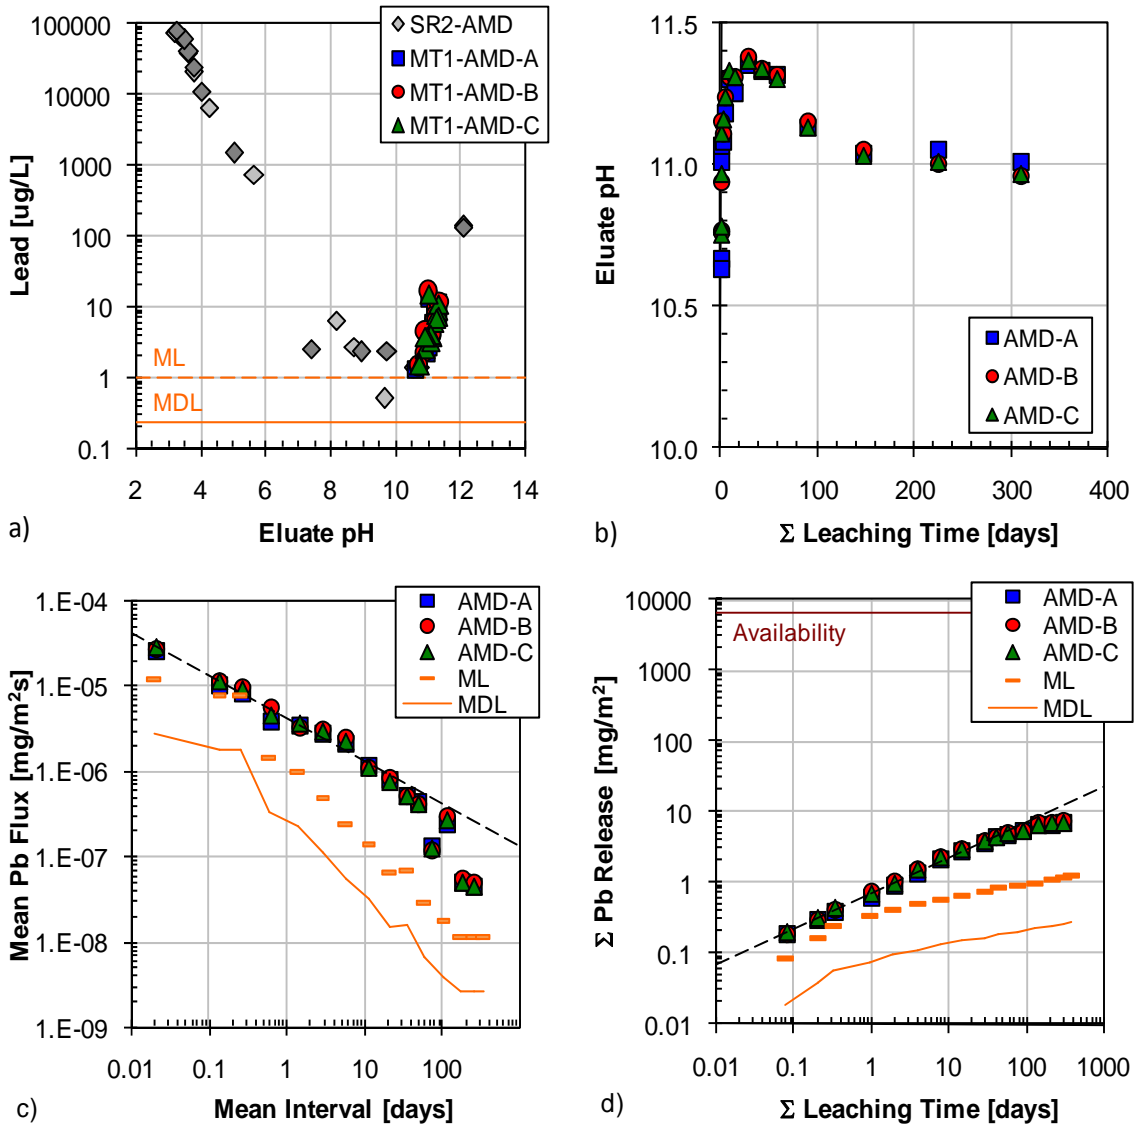 100000
10000
1000
100
10
1
0.1
Lead [ug/L]
SR2-AMD
MT1-AMD-A
MT1-AMD-B
MT1-AMD-C
ML
MDL
2 4 6 8 10 12 14
Eluate pH
a)
11.5
11.0
10.5
10.0
Eluate pH
AMD-A
AMD-B
AMD-C
0 100 200 300 400
Σ Leaching Time [days]
b)
1.E-04
1.E-05
1.E-06
1.E-07
1.E-08
1.E-09
Mean Pb Flux [mg/m²s]
AMD-A
AMD-B
AMD-C
ML
MDL
0.01 0.1 1 10 100
Mean Interval [days]
c)
10000
1000
100
10
1
0.1
0.01
Σ Pb Release [mg/m²]
Availability
AMD-A
AMD-B
AMD-C
ML
MDL
0.01 0.1 1 10 100 1000
Σ Leaching Time [days]
d)